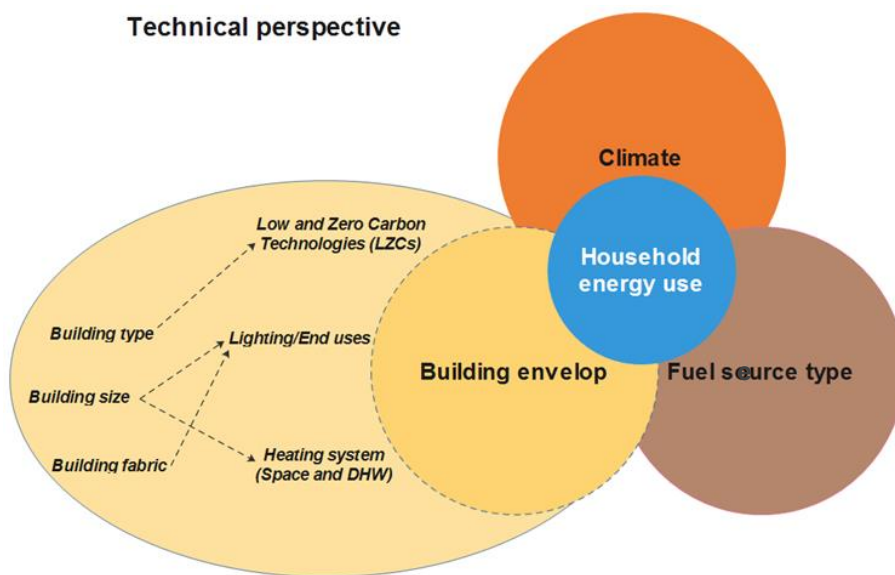 Technical perspective
Climate
Low and Zero Carbon
Technologies (LZCs)
Household
energy use
Building type
Lighting/End uses
Building envelop
Fuel s@urce type
Building size
Building fabric
Heating system
(Space and DHW)